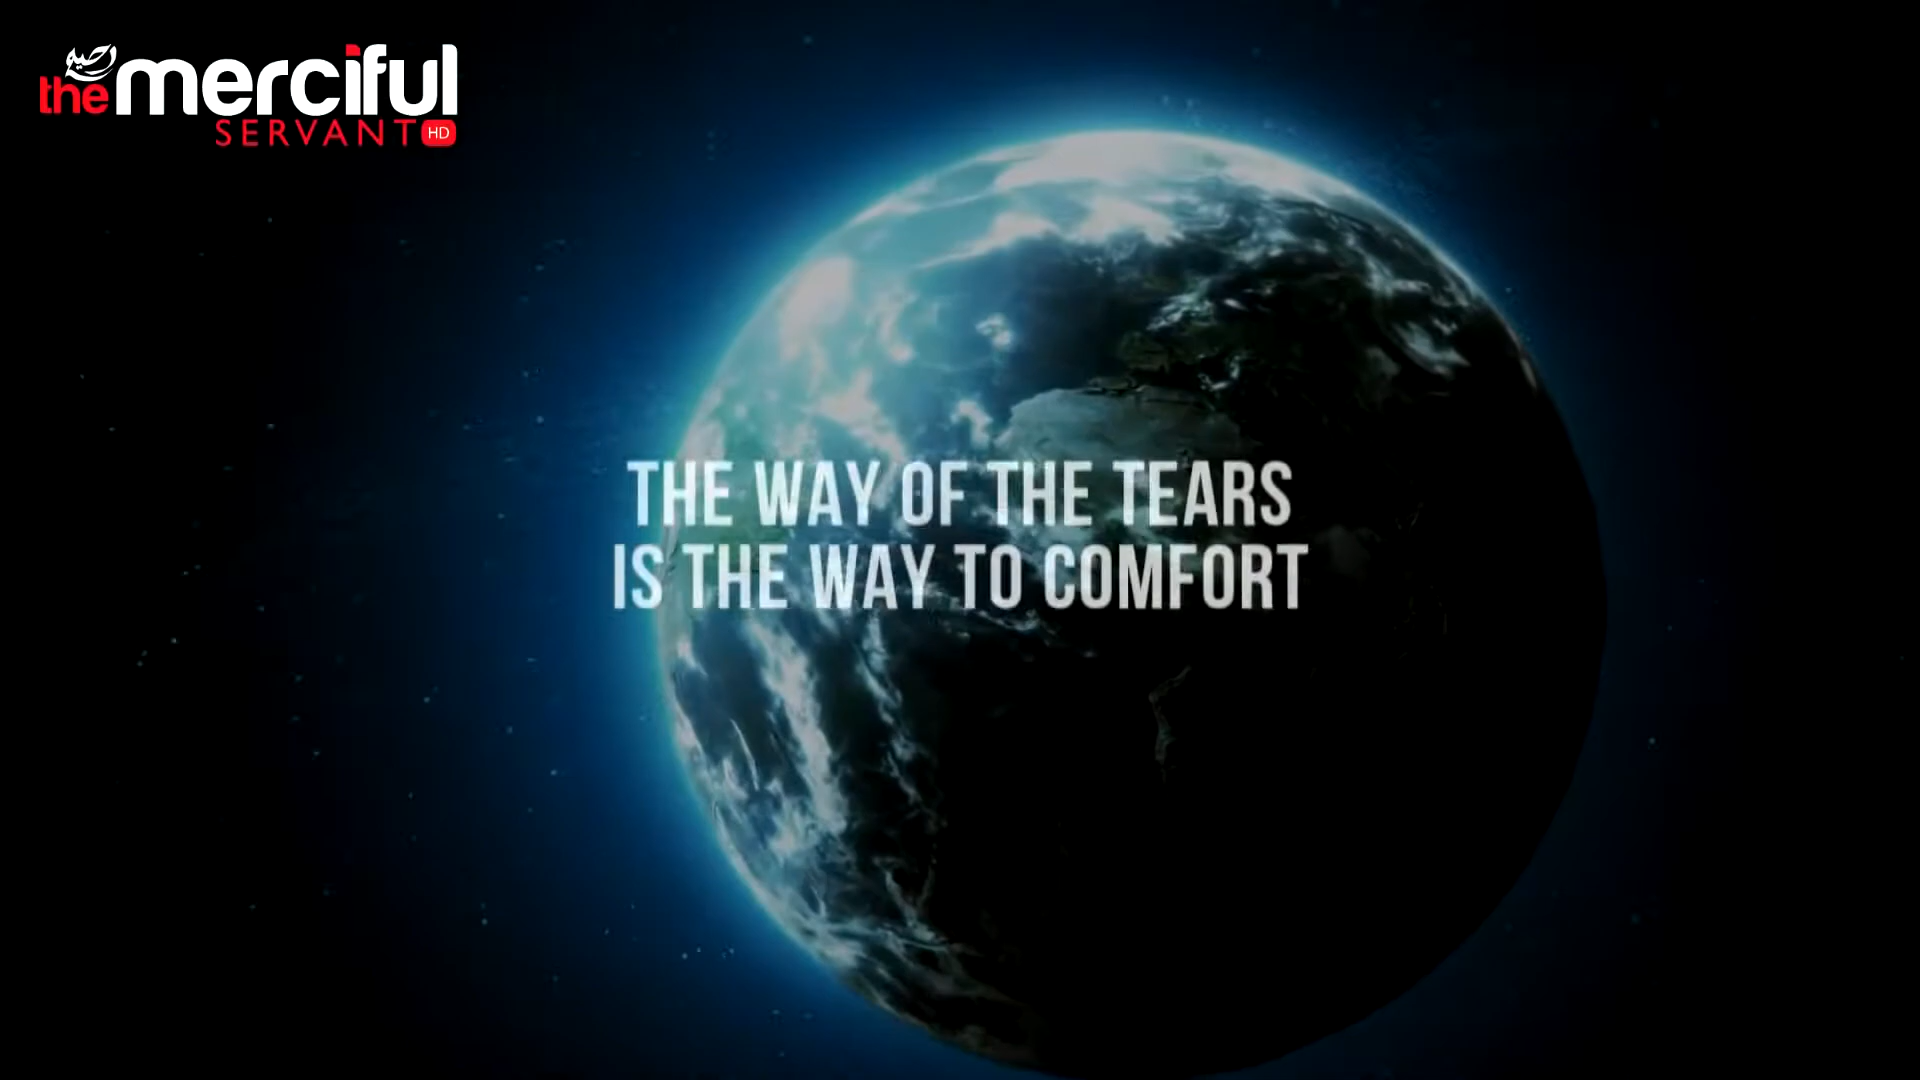 the merciful
SERVANT HD
THE WAY OF THE TEARS
IS THE WAY TO COMFORT